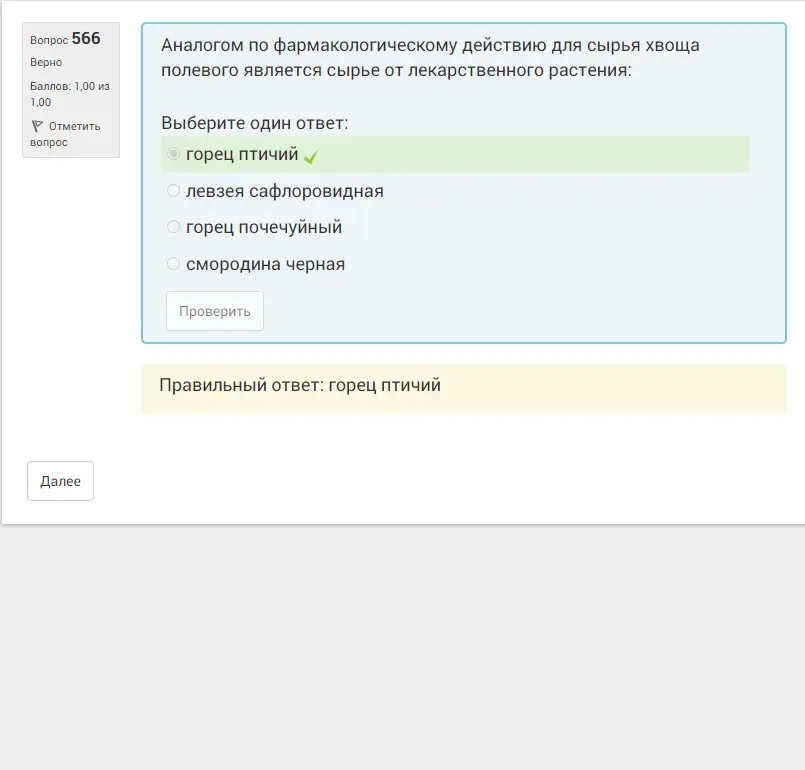 Вопрос 566
Верно
Баллов: 1,00 из
1,00
Отметить
вопрос
Аналогом по фармакологическому действию для сырья хвоща
полевого является сырье от лекарственного растения:
Выберите один ответ:
горец птичий
левзея сафлоровидная
горец почечуйный
смородина черная
Проверить
Правильный ответ: горец птичий
Далее